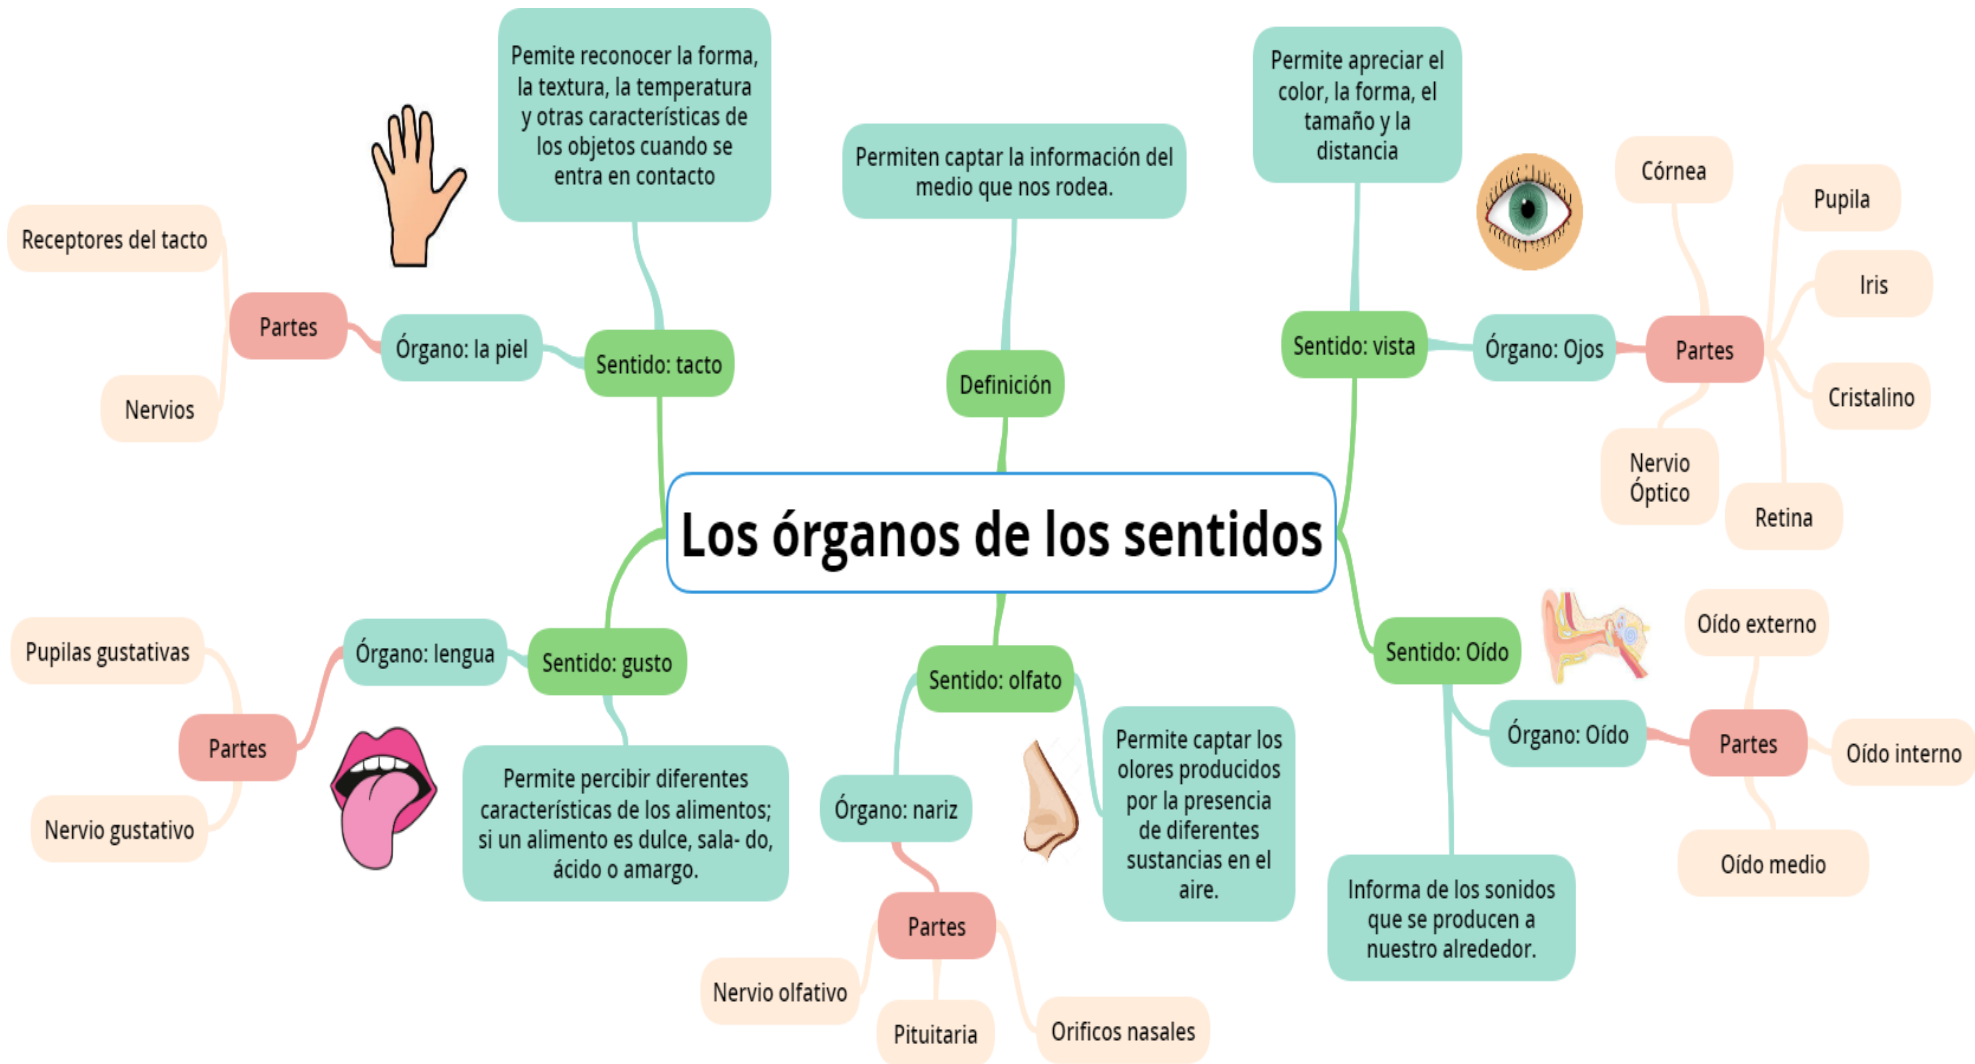 Los órganos de los sentidos
Definición
Permiten captar la información del
medio que nos rodea.
Sentido: tacto
Pemite reconocer la forma,
la textura, la temperatura
y otras características de
los objetos cuando se
entra en contacto
Órgano: la piel
Partes
Receptores del tacto
Nervios
Sentido: vista
Permite apreciar el
color, la forma, el
tamaño y la
distancia
Órgano: Ojos
Partes
Córnea
Pupila
Iris
Cristalino
Retina
Nervio
Óptico
Sentido: gusto
Órgano: lengua
Partes
Pupilas gustativas
Nervio gustativo
Permite percibir diferentes
características de los alimentos;
si un alimento es dulce, sala- do,
ácido o amargo.
Sentido: olfato
Órgano: nariz
Partes
Nervio olfativo
Pituitaria
Orificos nasales
Permite captar los
olores producidos
por la presencia
de diferentes
sustancias en el
aire.
Sentido: Oído
Órgano: Oído
Partes
Oído externo
Oído interno
Oído medio
Informa de los sonidos
que se producen a
nuestro alrededor.